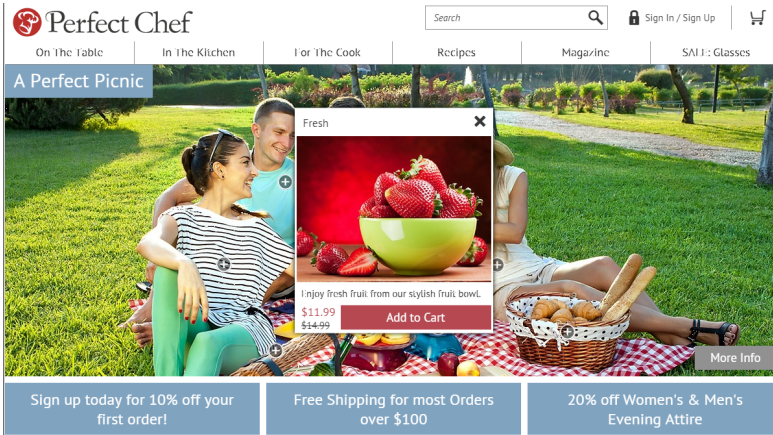 Perfect Chef
Search
Sign In / Sign Up
On The Table
In The Kitchen
For The Cook
Recipes
Magazine
SALE: Glasses
A Perfect Picnic
Fresh
Enjoy fresh fruit from our stylish fruit bowl.
$11.99
$14.99
Add to Cart
More Info
Sign up today for 10% off your
first order!
Free Shipping for most Orders
over $100
20% off Women's & Men's
Evening Attire